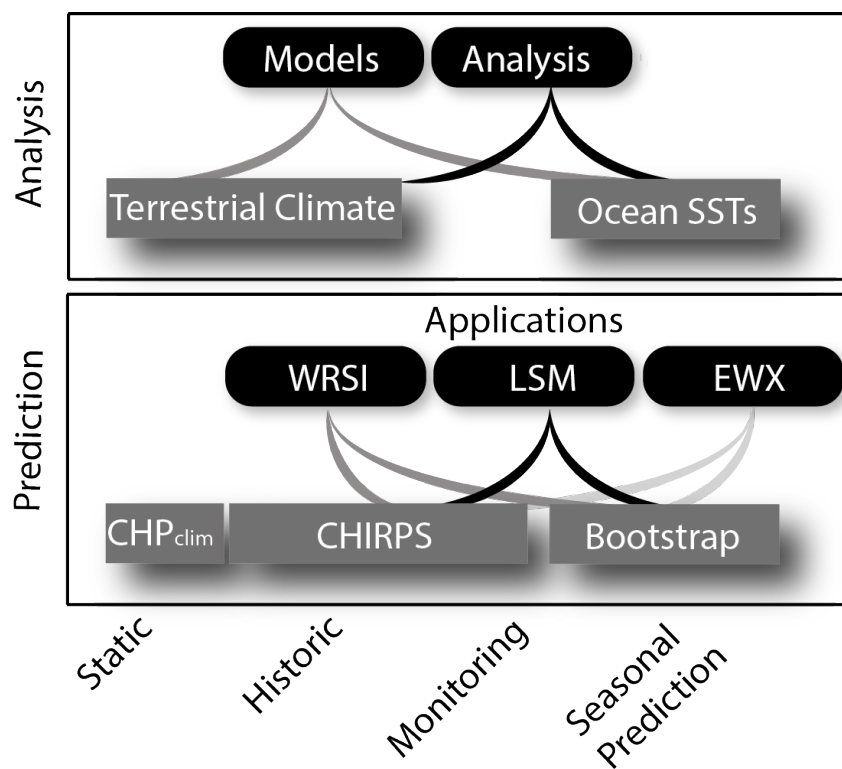 Analysis
Models
Analysis
Terrestrial Climate
Ocean SSTs
Prediction
Applications
WRSI
LSM
EWX
CHPclim
CHIRPS
Bootstrap
Static
Historic
Monitoring
Seasonal
Prediction